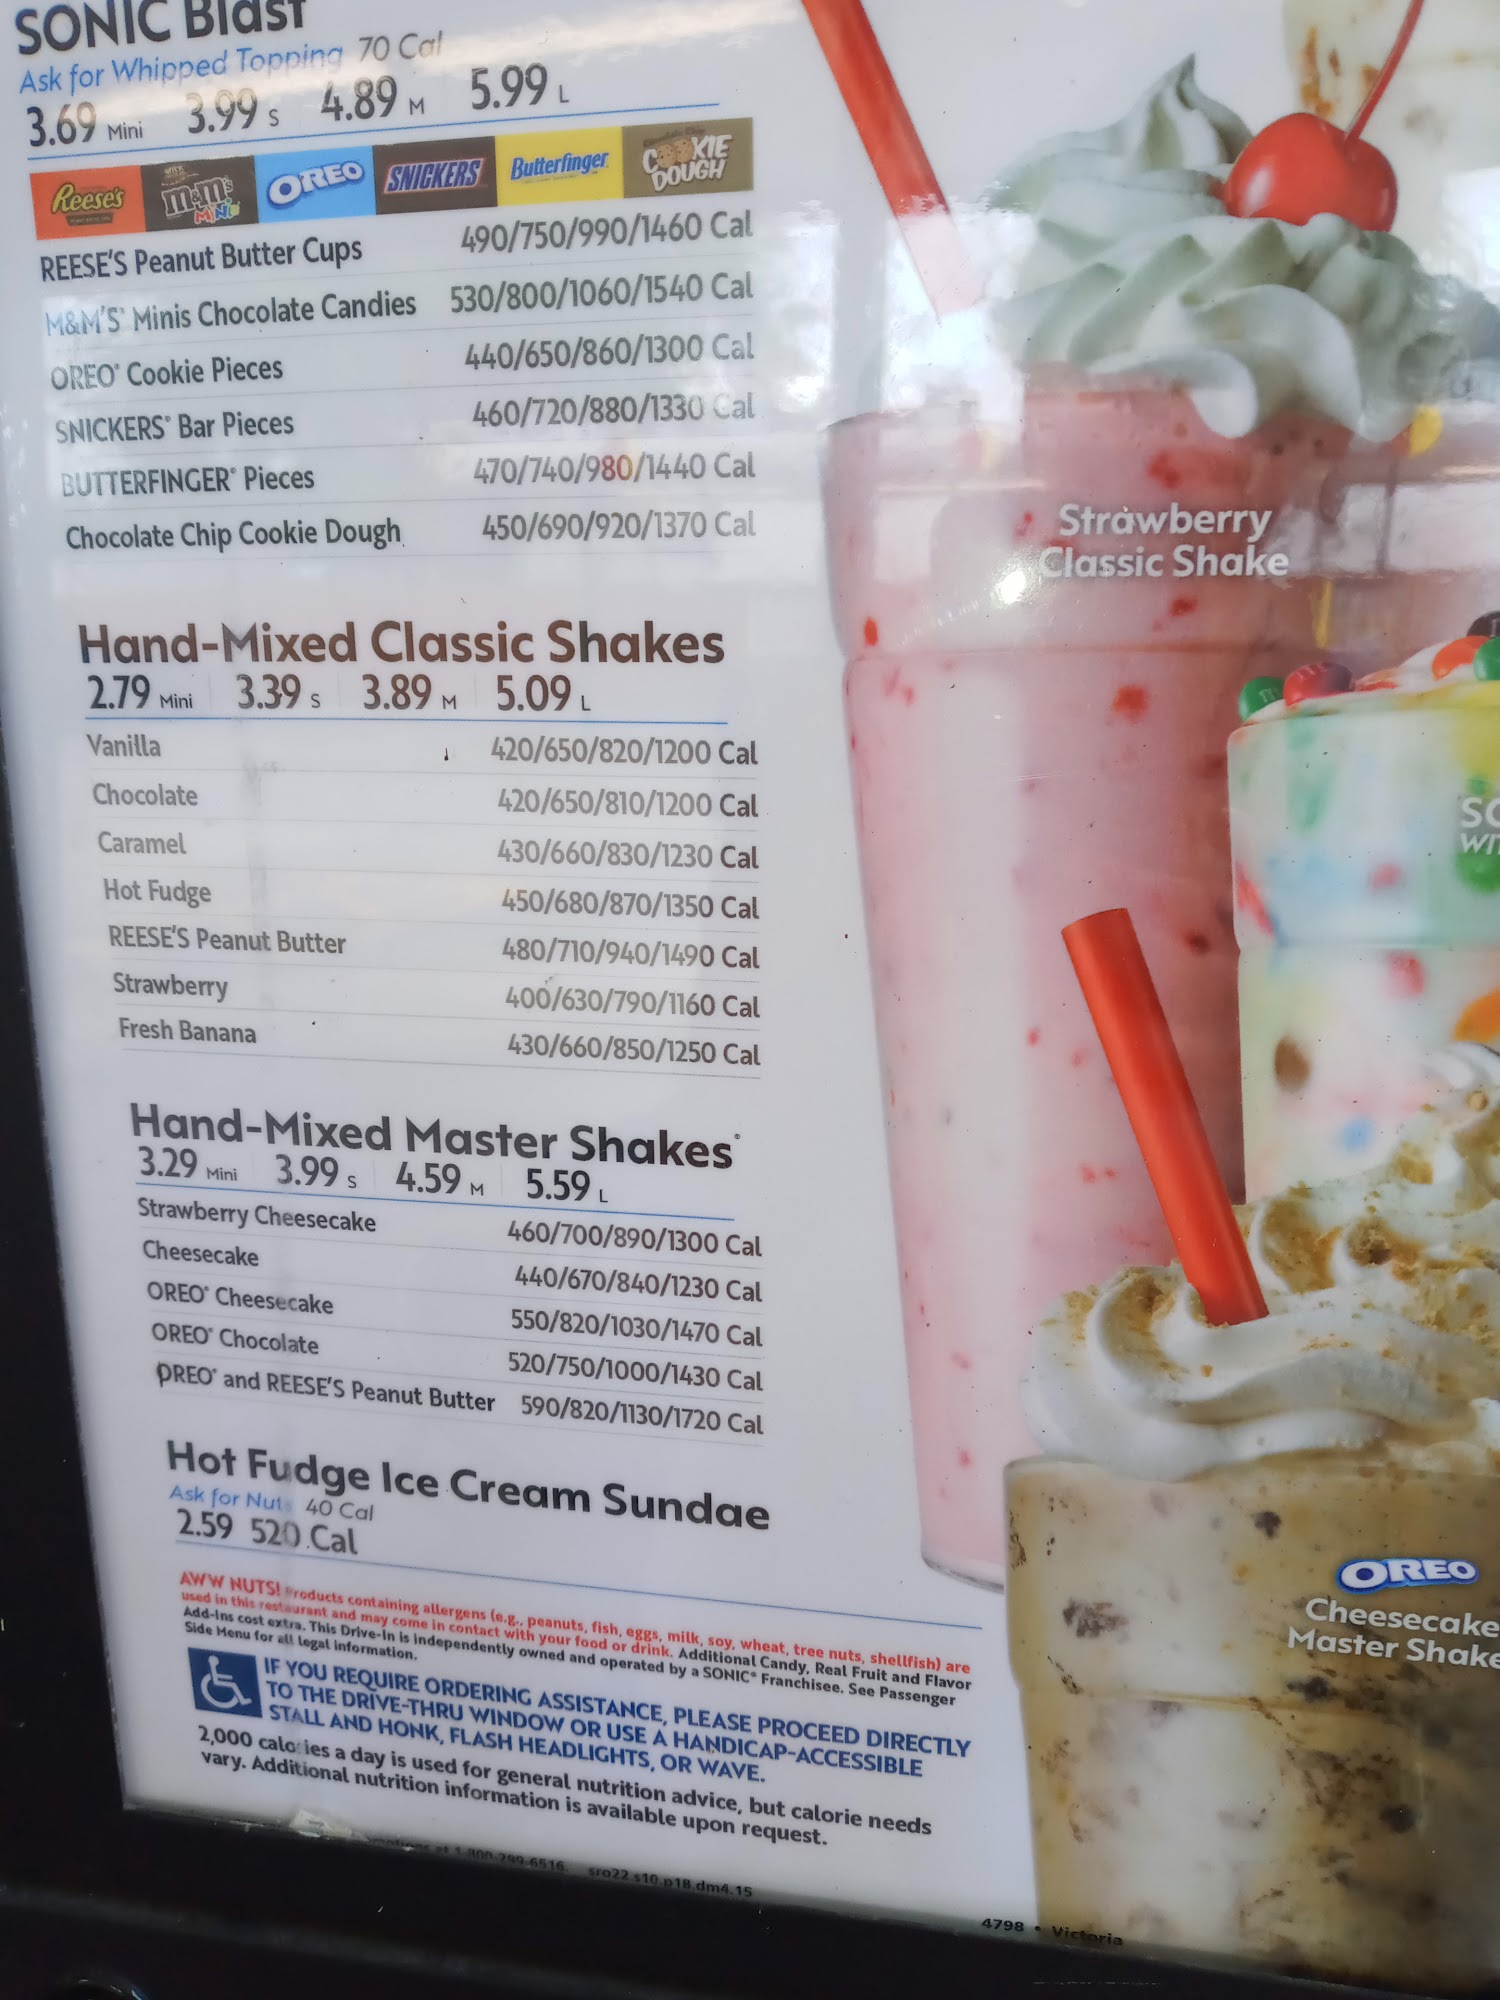 SONIC Blast
Ask for Whipped Topping 70 Cal
3.69 Mini 3.99 S 4.89 M 5.99 L
Reese's m&m's MINIS OREO SNICKERS Butterfinger COOKIE DOUGH
REESE'S Peanut Butter Cups 490/750/990/1460 Cal
M&M'S® Minis Chocolate Candies 530/800/1060/1540 Cal
OREO® Cookie Pieces 440/650/860/1300 Cal
SNICKERS® Bar Pieces 460/720/880/1330 Cal
BUTTERFINGER® Pieces 470/740/980/1440 Cal
Chocolate Chip Cookie Dough 450/690/920/1370 Cal
Hand-Mixed Classic Shakes
2.79 Mini 3.39 S 3.89 M 5.09 L
Vanilla 420/650/820/1200 Cal
Chocolate 420/650/810/1200 Cal
Caramel 430/660/830/1230 Cal
Hot Fudge 450/680/870/1350 Cal
REESE'S Peanut Butter 480/710/940/1490 Cal
Strawberry 400/630/790/1160 Cal
Fresh Banana 430/660/850/1250 Cal
Hand-Mixed Master Shakes®
3.29 Mini 3.99 S 4.59 M 5.59 L
Strawberry Cheesecake 460/700/890/1300 Cal
Cheesecake 440/670/840/1230 Cal
OREO® Cheesecake 550/820/1030/1470 Cal
OREO® Chocolate 520/750/1000/1430 Cal
OREO® and REESE'S Peanut Butter 590/820/1130/1720 Cal
Hot Fudge Ice Cream Sundae
Ask for Nuts 40 Cal
2.59 520 Cal
AWW NUTS! Products containing allergens (e.g., peanuts, fish, eggs, milk, soy, wheat, tree nuts, shellfish) are
used in this restaurant and may come in contact with your food or drink. Additional Candy, Real Fruit and Flavor
Add-Ins cost extra. This Drive-In is independently owned and operated by a SONIC® Franchisee. See Passenger
Side Menu for all legal information.
IF YOU REQUIRE ORDERING ASSISTANCE, PLEASE PROCEED DIRECTLY
TO THE DRIVE-THRU WINDOW OR USE A HANDICAP-ACCESSIBLE
STALL AND HONK, FLASH HEADLIGHTS, OR WAVE.
2,000 calories a day is used for general nutrition advice, but calorie needs
vary. Additional nutrition information is available upon request.
at 1-800-299-6516. sro22 s10.p18.dm4.15
4798 • Victoria
Strawberry
Classic Shake
SO
WI
OREO
Cheesecake
Master Shake